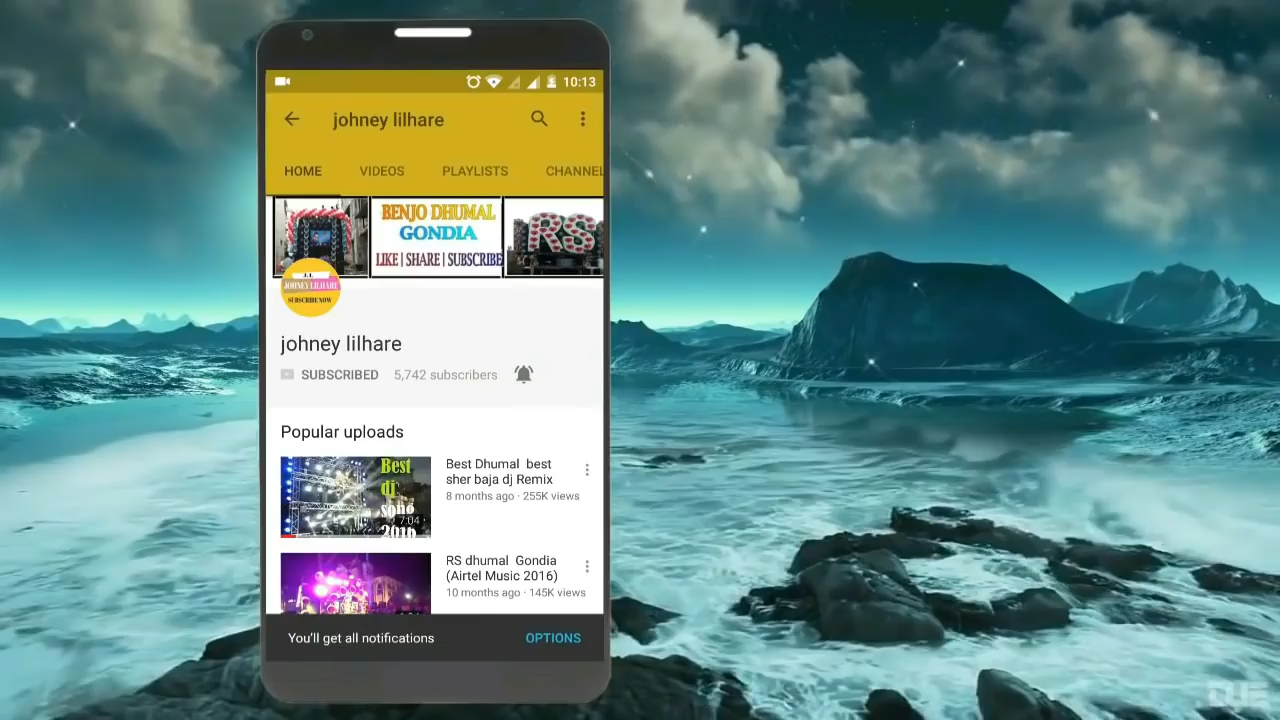 10:13
johney lilhare
HOME VIDEOS PLAYLISTS CHANNEL
BENJO DHUMAL
GONDIA
LIKE | SHARE | SUBSCRIBE
RS
JOHNEY LILHARE
SUBSCRIBE NOW
johney lilhare
SUBSCRIBED 5,742 subscribers
Popular uploads
Best
dj
song
2016
7:04
Best Dhumal best
sher baja dj Remix
8 months ago · 255K views
RS dhumal Gondia
(Airtel Music 2016)
10 months ago · 145K views
You'll get all notifications OPTIONS